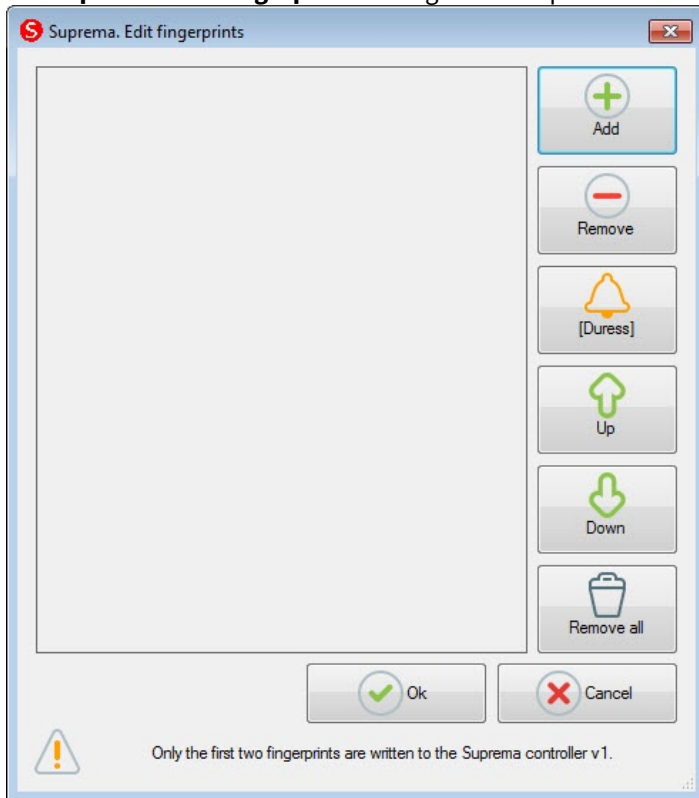 Suprema. Edit fingerprints
Add
Remove
[Duress]
Up
Down
Remove all
Ok
Cancel
Only the first two fingerprints are written to the Suprema controller v1.